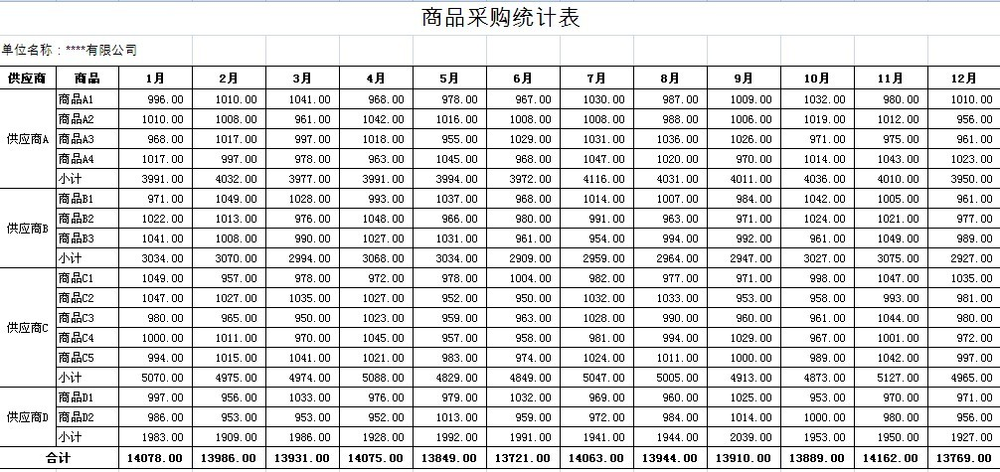 商品采购统计表
单位名称：****有限公司
供应商 商品 1月 2月 3月 4月 5月 6月 7月 8月 9月 10月 11月 12月
供应商A 商品A1 996.00 1010.00 1041.00 968.00 978.00 967.00 1030.00 987.00 1009.00 1032.00 980.00 1010.00
商品A2 1010.00 1008.00 961.00 1042.00 1016.00 1008.00 1008.00 988.00 1006.00 1019.00 1012.00 956.00
商品A3 968.00 1017.00 997.00 1018.00 955.00 1029.00 1031.00 1036.00 1026.00 971.00 975.00 961.00
商品A4 1017.00 997.00 978.00 963.00 1045.00 968.00 1047.00 1020.00 970.00 1014.00 1043.00 1023.00
小计 3991.00 4032.00 3977.00 3991.00 3994.00 3972.00 4116.00 4031.00 4011.00 4036.00 4010.00 3950.00
供应商B 商品B1 971.00 1049.00 1028.00 993.00 1037.00 968.00 1014.00 1007.00 984.00 1042.00 1005.00 961.00
商品B2 1022.00 1013.00 976.00 1048.00 966.00 980.00 991.00 963.00 971.00 1024.00 1021.00 977.00
商品B3 1041.00 1008.00 990.00 1027.00 1031.00 961.00 954.00 994.00 992.00 961.00 1049.00 989.00
小计 3034.00 3070.00 2994.00 3068.00 3034.00 2909.00 2959.00 2964.00 2947.00 3027.00 3075.00 2927.00
供应商C 商品C1 1049.00 957.00 978.00 972.00 978.00 1004.00 982.00 977.00 971.00 998.00 1047.00 1035.00
商品C2 1047.00 1027.00 1035.00 1027.00 952.00 950.00 1032.00 1033.00 953.00 958.00 993.00 981.00
商品C3 980.00 965.00 950.00 1023.00 959.00 963.00 1028.00 990.00 960.00 961.00 1044.00 980.00
商品C4 1000.00 1011.00 970.00 1045.00 957.00 958.00 981.00 994.00 1029.00 967.00 1001.00 972.00
商品C5 994.00 1015.00 1041.00 1021.00 983.00 974.00 1024.00 1011.00 1000.00 989.00 1042.00 997.00
小计 5070.00 4975.00 4974.00 5088.00 4829.00 4849.00 5047.00 5005.00 4913.00 4873.00 5127.00 4965.00
供应商D 商品D1 997.00 956.00 1033.00 976.00 979.00 1032.00 969.00 960.00 1025.00 953.00 970.00 971.00
商品D2 986.00 953.00 953.00 952.00 1013.00 959.00 972.00 984.00 1014.00 1000.00 980.00 956.00
小计 1983.00 1909.00 1986.00 1928.00 1992.00 1991.00 1941.00 1944.00 2039.00 1953.00 1950.00 1927.00
合计 14078.00 13986.00 13931.00 14075.00 13849.00 13721.00 14063.00 13944.00 13910.00 13889.00 14162.00 13769.00